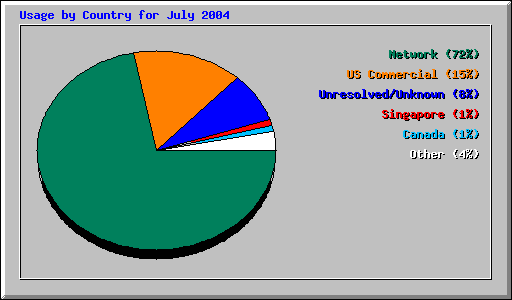 Usage by Country for July 2004
Network (72%)
US Commercial (15%)
Unresolved/Unknown (8%)
Singapore (1%)
Canada (1%)
Other (4%)